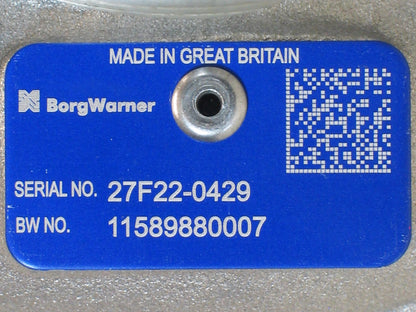 MADE IN GREAT BRITAIN
BorgWarner
SERIAL NO. 27F22-0429
BW NO. 11589880007